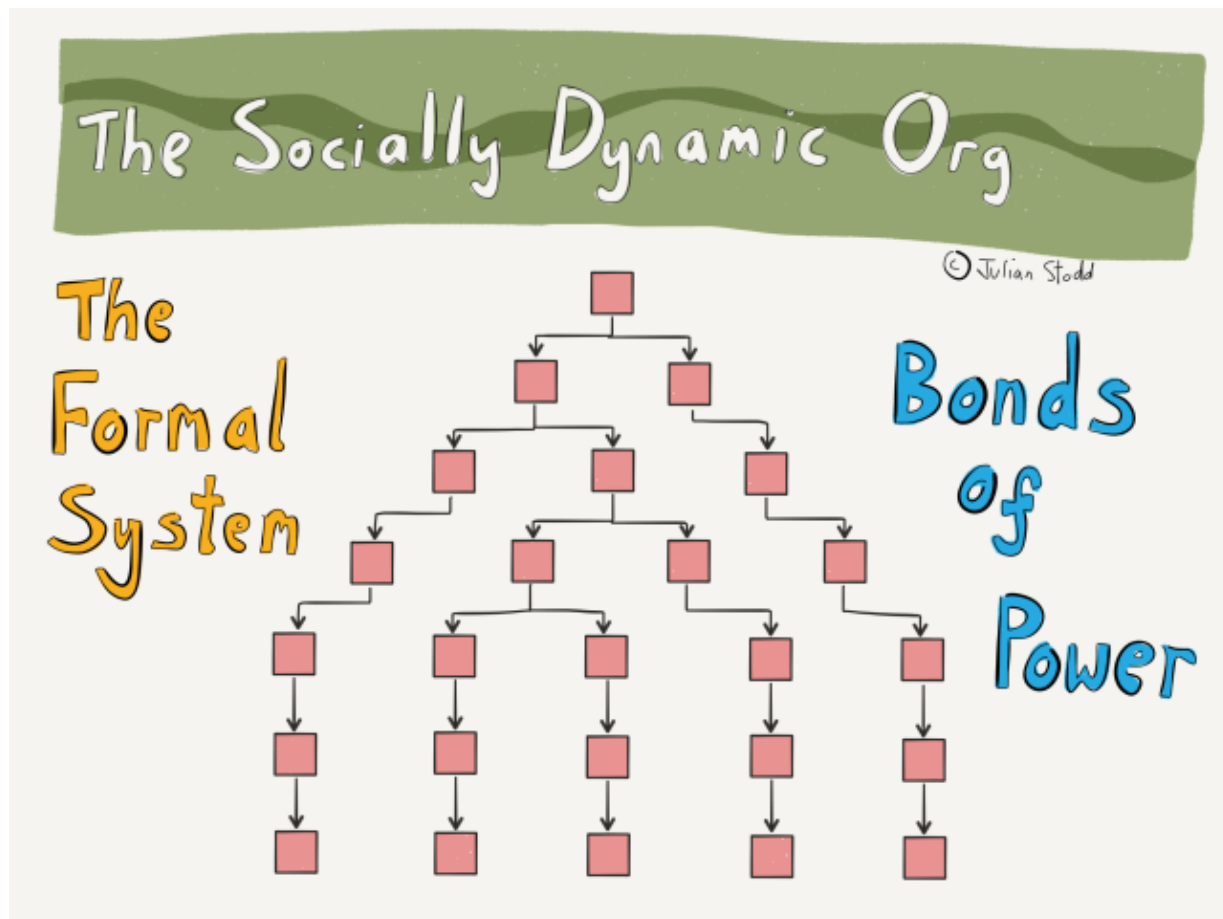 The Socially Dynamic Org
© Julian Stodd
The
Formal
System
Bonds
of
Power